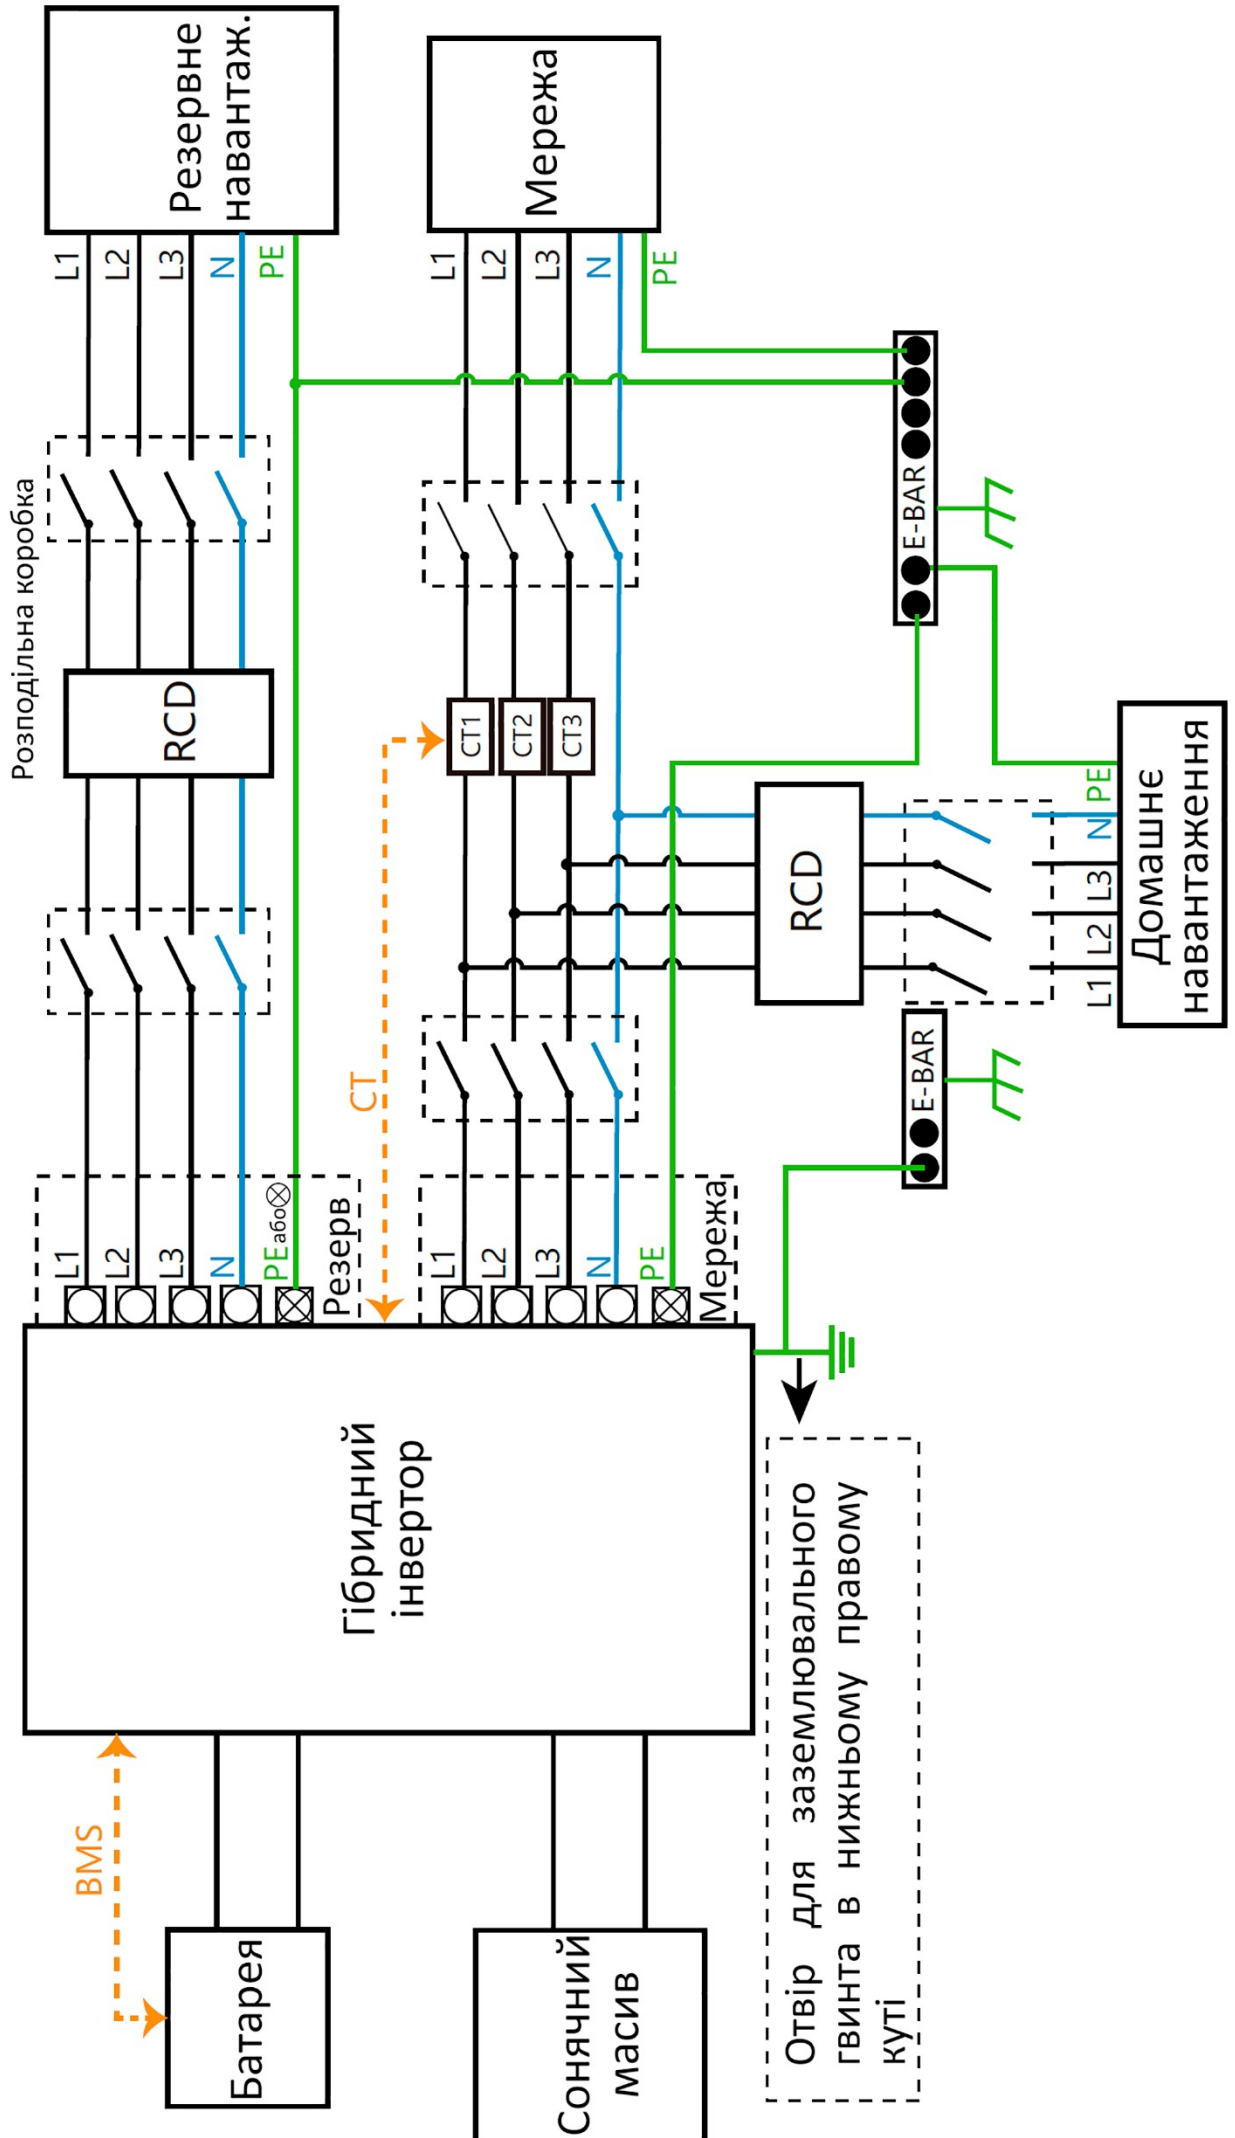 Розподільна коробка
Резервне
навантаж.
L1
L2
L3
N
PE
RCD
L1
L2
L3
N
PE або
Резерв
Мережа
L1
L2
L3
N
PE
CT
CT1
CT2
CT3
L1
L2
L3
N
PE
Мережа
E-BAR
RCD
L1
L2
L3
N
PE
Домашнє
навантаження
E-BAR
Гібридний
інвертор
BMS
Батарея
Сонячний
масив
Отвір для заземлювального
гвинта в нижньому правому
куті